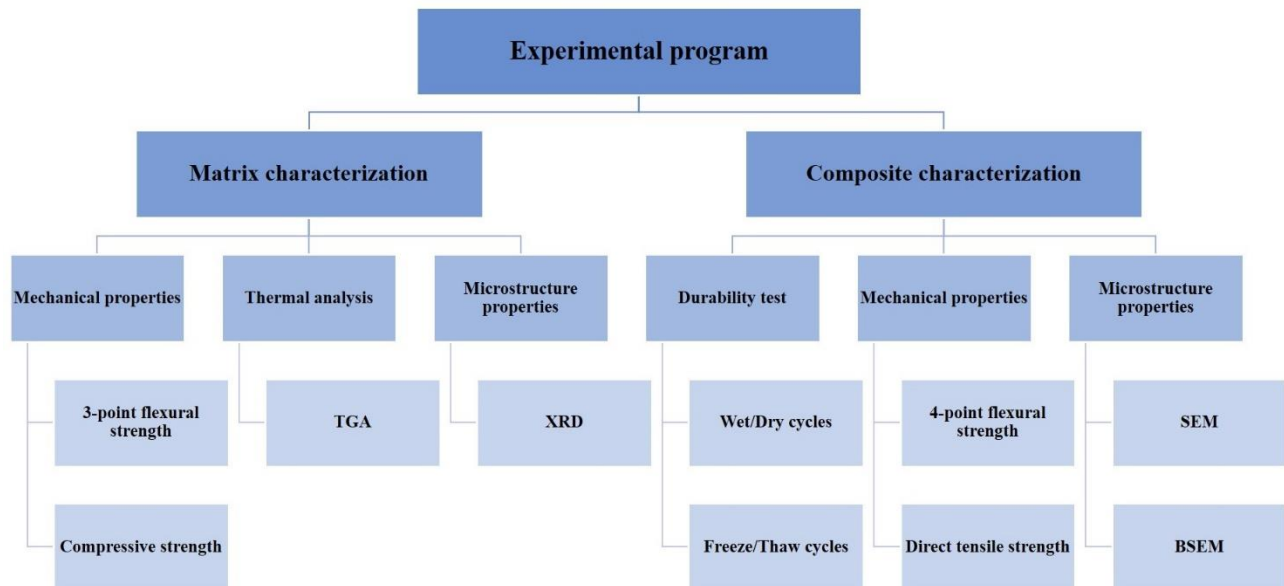 Experimental program
Matrix characterization
Composite characterization
Mechanical properties
Thermal analysis
Microstructure
properties
Durability test
Mechanical properties
Microstructure
properties
3-point flexural
strength
TGA
XRD
Wet/Dry cycles
4-point flexural
strength
SEM
Compressive strength
Freeze/Thaw cycles
Direct tensile strength
BSEM